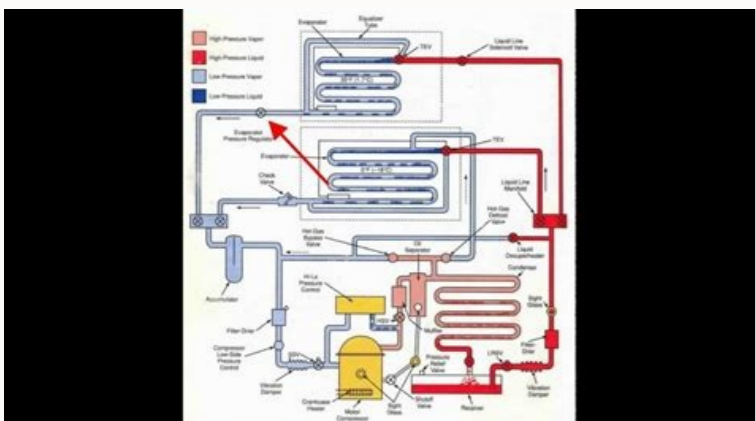 High Pressure Vapor
High Pressure Liquid
Low Pressure Vapor
Low Pressure Liquid
Evaporator
Equalizer
Tube
TEV
Liquid Line
Solenoid Valve
Evaporator
Pressure Regulator
Evaporator
TEV
Check
Valve
Liquid Line
Manifold
Hot-Gas
Bypass
Valve
Oil
Separator
Hot-Gas
Defrost
Valve
Liquid
Desuperheater
Accumulator
Condenser
Hi-Lo
Pressure
Control
Sight
Glass
Filter-Drier
Muffler
Filter-
Drier
Compressor
Low-Side
Pressure
Control
Pressure
Relief
Valve
Vibration
Damper
Crankcase
Heater
Motor
Compressor
Sight
Glass
Shutoff
Valve
Receiver
Vibration
Damper